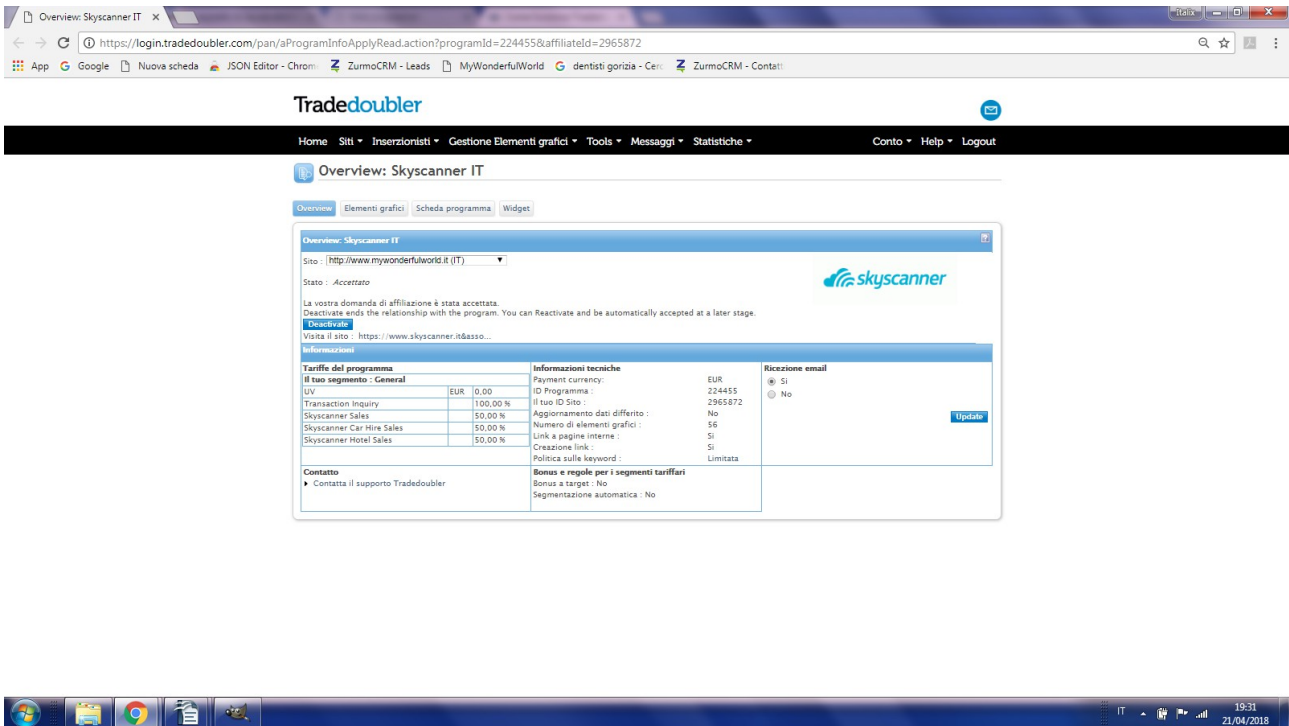 Overview: Skyscanner IT
Italix
https://login.tradedoubler.com/pan/aProgramInfoApplyRead.action?programId=224455&affiliateId=2965872
App Google Nuova scheda JSON Editor - Chrom ZurmoCRM - Leads MyWonderfulWorld dentisti gorizia - Cerc ZurmoCRM - Contatt
Tradedoubler
Home Siti Inserzionisti Gestione Elementi grafici Tools Messaggi Statistiche Conto Help Logout
Overview: Skyscanner IT
Overview Elementi grafici Scheda programma Widget
Overview: Skyscanner IT
Sito : http://www.mywonderfulworld.it (IT)
skyscanner
Stato : Accettato
La vostra domanda di affiliazione è stata accettata.
Deactivate ends the relationship with the program. You can Reactivate and be automatically accepted at a later stage.
Deactivate
Visita il sito : https://www.skyscanner.it&asso...
Informazioni
Tariffe del programma
Il tuo segmento : General
UV EUR 0,00
Transaction Inquiry 100,00 %
Skyscanner Sales 50,00 %
Skyscanner Car Hire Sales 50,00 %
Skyscanner Hotel Sales 50,00 %
Informazioni tecniche
Payment currency: EUR
ID Programma : 224455
Il tuo ID Sito : 2965872
Aggiornamento dati differito : No
Numero di elementi grafici : 56
Link a pagine interne : Si
Creazione link : Si
Politica sulle keyword : Limitata
Ricezione email
Si
No
Update
Contatto
Contatta il supporto Tradedoubler
Bonus e regole per i segmenti tariffari
Bonus a target : No
Segmentazione automatica : No
IT
19:31
21/04/2018